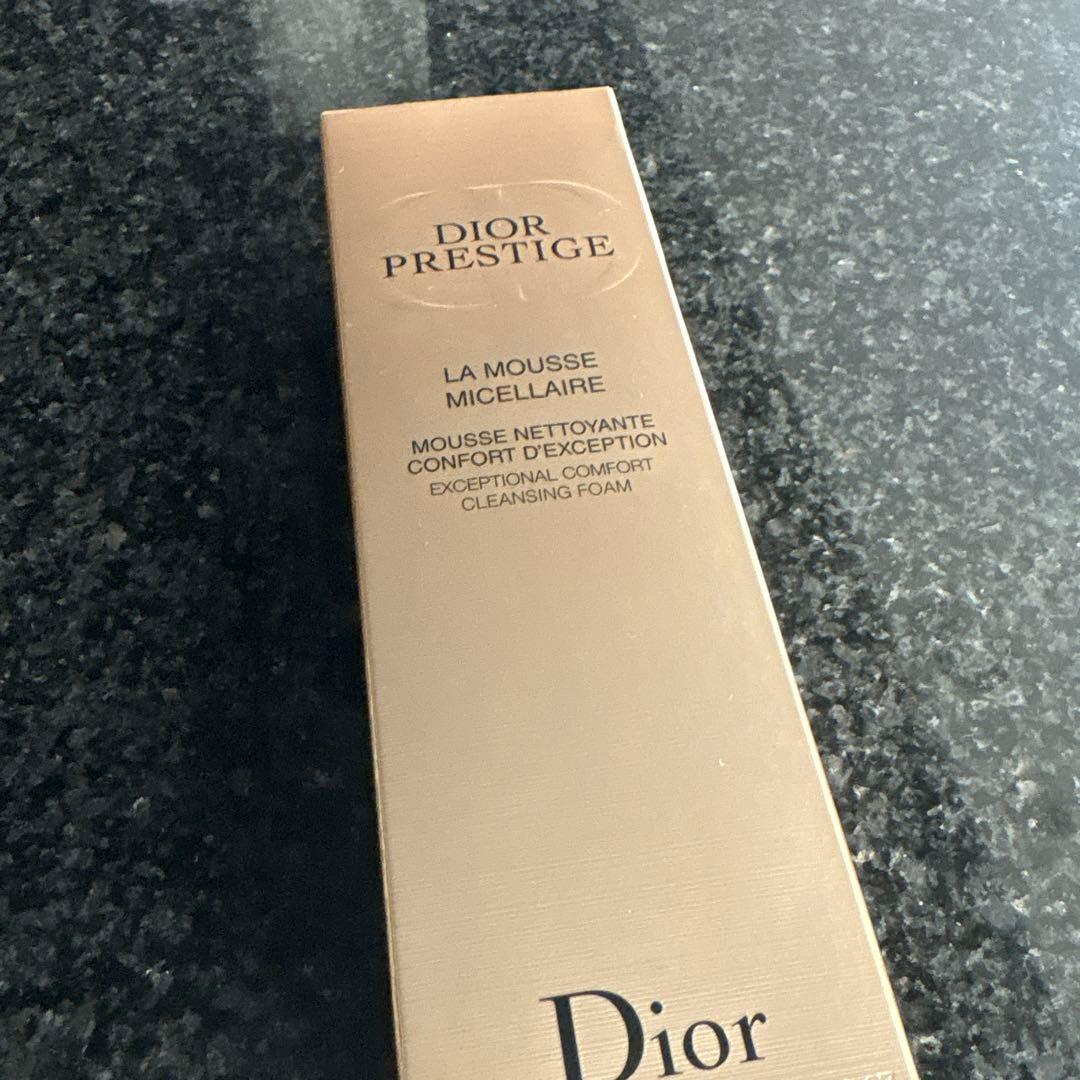 DIOR
PRESTIGE
LA MOUSSE
MICELLAIRE
MOUSSE NETTOYANTE
CONFORT D'EXCEPTION
EXCEPTIONAL COMFORT
CLEANSING FOAM
Dior